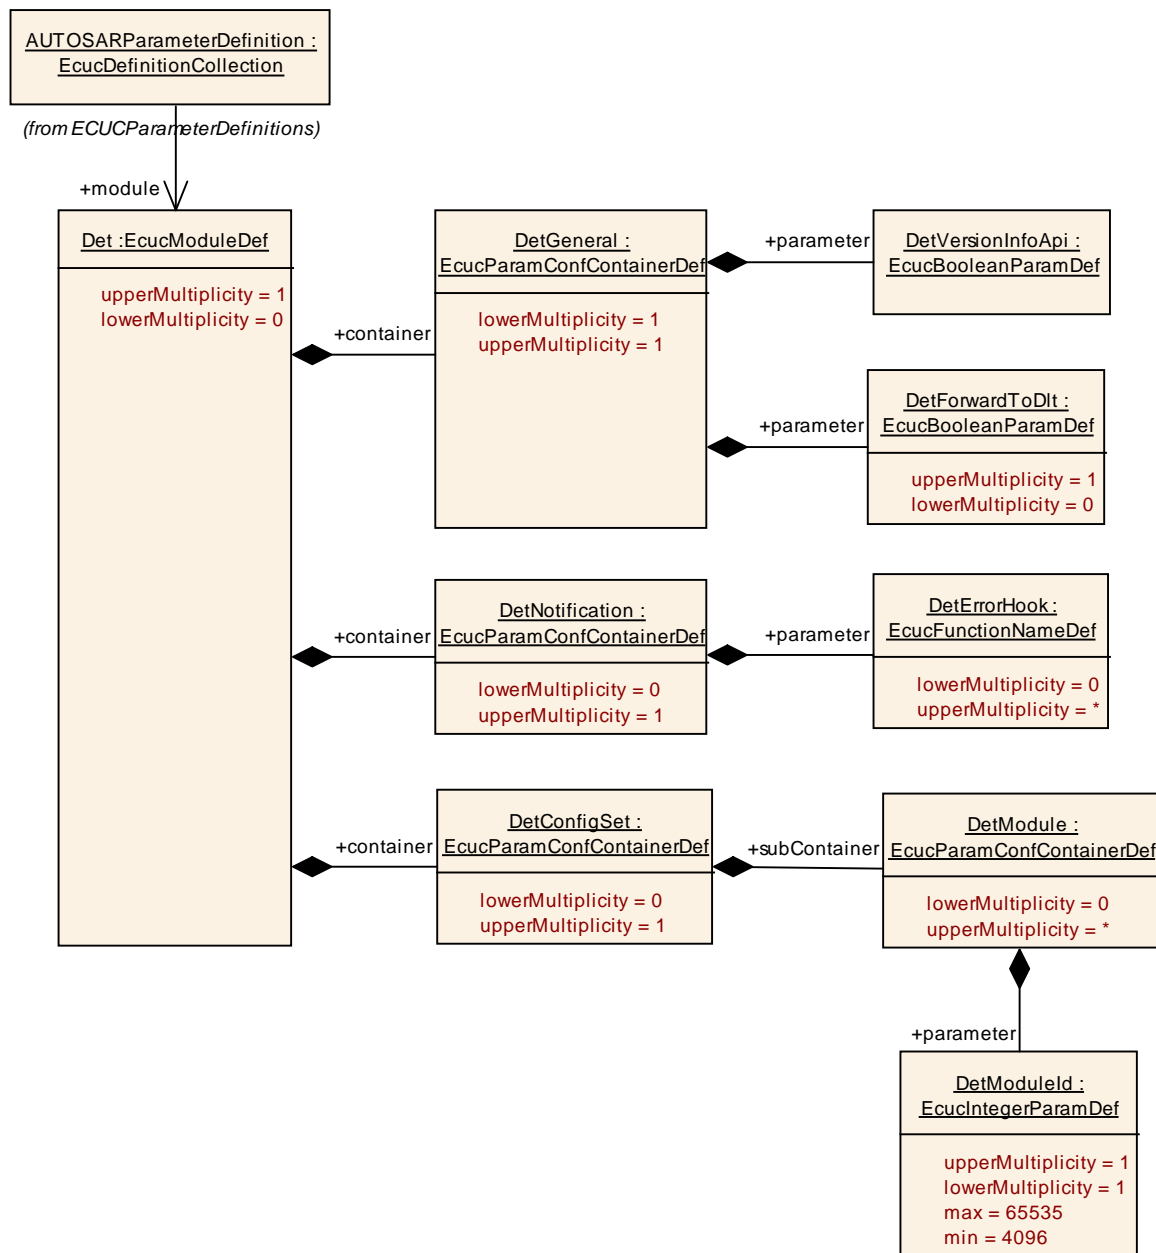 AUTOSARParameterDefinition :
EcucDefinitionCollection
(from ECUCParameterDefinitions)
+module
Det :EcucModuleDef
upperMultiplicity = 1
lowerMultiplicity = 0
+container
DetGeneral :
EcucParamConfContainerDef
lowerMultiplicity = 1
upperMultiplicity = 1
+parameter
DetVersionInfoApi :
EcucBooleanParamDef
+parameter
DetForwardToDlt :
EcucBooleanParamDef
upperMultiplicity = 1
lowerMultiplicity = 0
+container
DetNotification :
EcucParamConfContainerDef
lowerMultiplicity = 0
upperMultiplicity = 1
+parameter
DetErrorHook :
EcucFunctionNameDef
lowerMultiplicity = 0
upperMultiplicity = *
+container
DetConfigSet :
EcucParamConfContainerDef
lowerMultiplicity = 0
upperMultiplicity = 1
+subContainer
DetModule :
EcucParamConfContainerDef
lowerMultiplicity = 0
upperMultiplicity = *
+parameter
DetModuleId :
EcucIntegerParamDef
upperMultiplicity = 1
lowerMultiplicity = 1
max = 65535
min = 4096